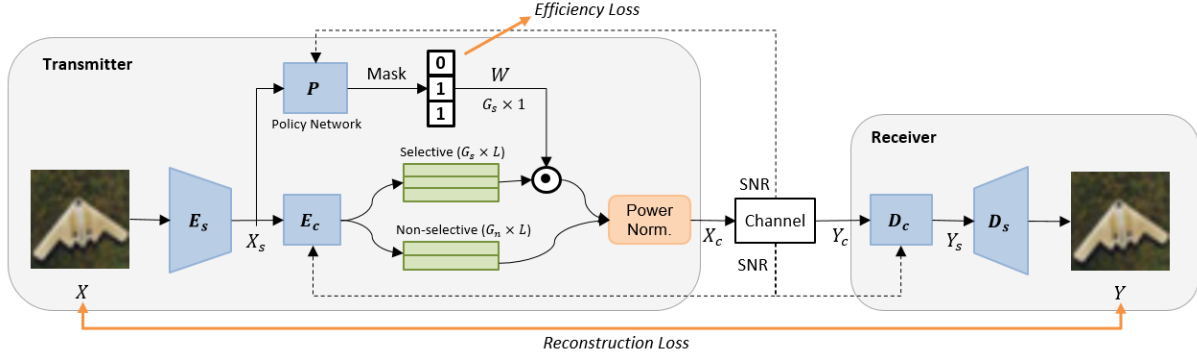 Efficiency Loss
Transmitter
P
Policy Network
Mask
0
1
1
W
G_s × 1
Selective (G_s × L)
Non-selective (G_n × L)
E_s
X_s
E_c
Power
Norm.
X_c
SNR
Channel
SNR
Y_c
Receiver
D_c
Y_s
D_s
X
Y
Reconstruction Loss